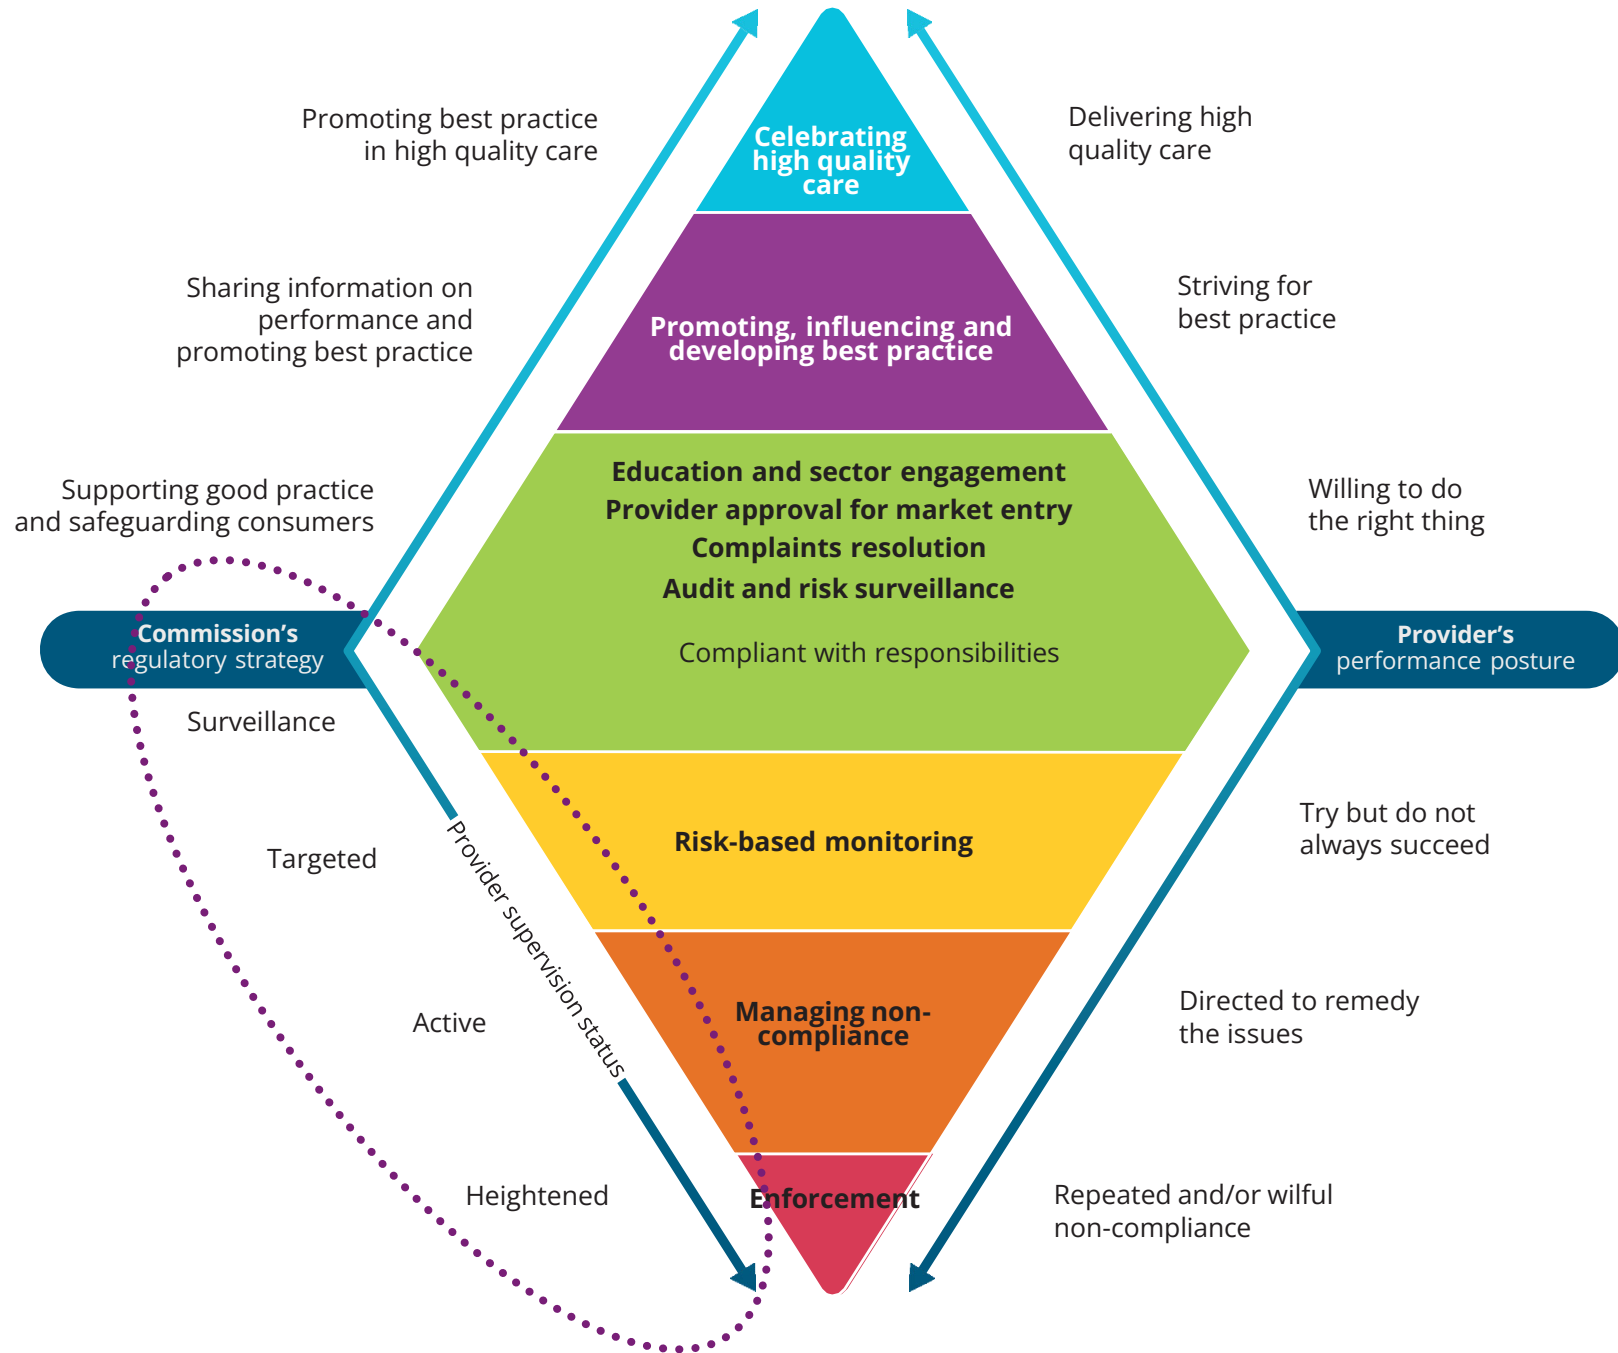 Promoting best practice
in high quality care
Sharing information on
performance and
promoting best practice
Supporting good practice
and safeguarding consumers
Commission’s
regulatory strategy
Surveillance
Targeted
Active
Heightened
Provider supervision status
Celebrating
high quality
care
Promoting, influencing and
developing best practice
Education and sector engagement
Provider approval for market entry
Complaints resolution
Audit and risk surveillance
Compliant with responsibilities
Risk-based monitoring
Managing non-
compliance
Enforcement
Delivering high
quality care
Striving for
best practice
Willing to do
the right thing
Provider’s
performance posture
Try but do not
always succeed
Directed to remedy
the issues
Repeated and/or wilful
non-compliance